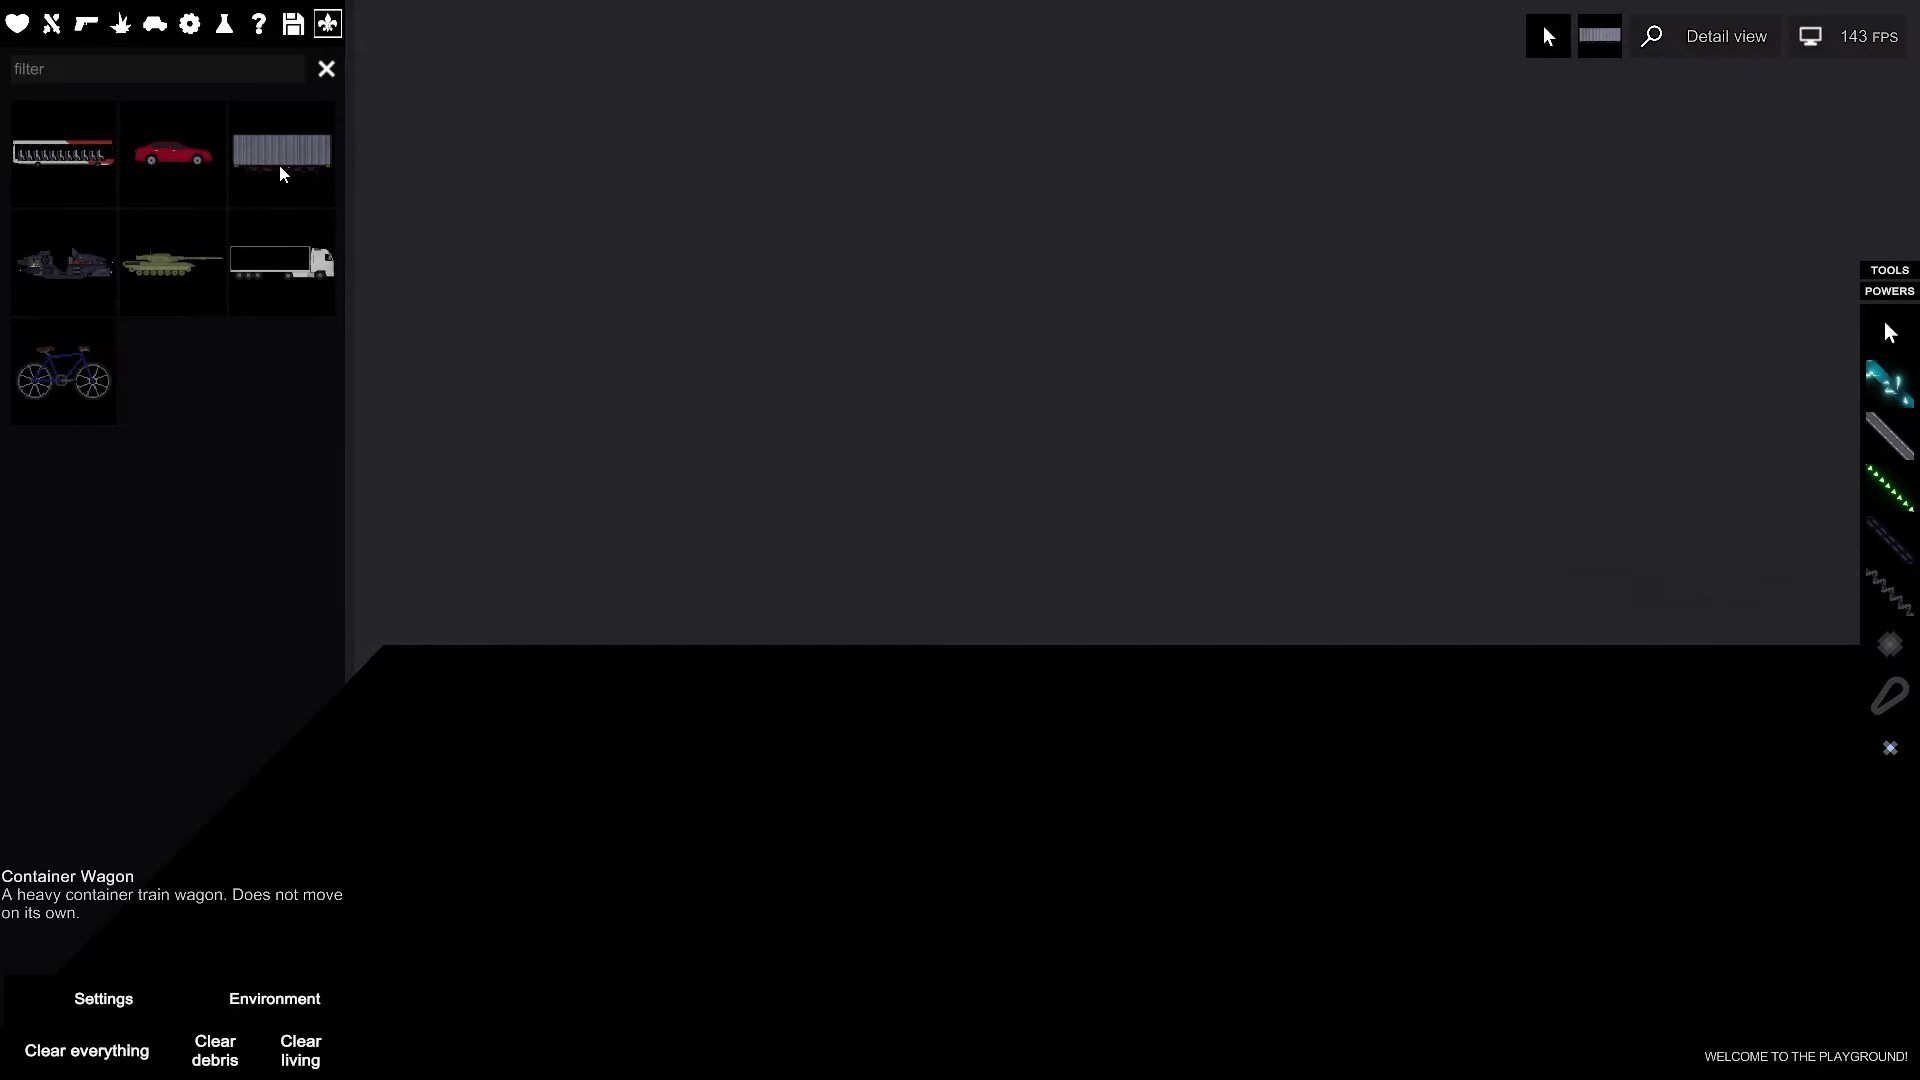 filter
Detail view
143 FPS
TOOLS
POWERS
Container Wagon
A heavy container train wagon. Does not move
on its own.
Settings
Environment
Clear everything
Clear
debris
Clear
living
WELCOME TO THE PLAYGROUND!